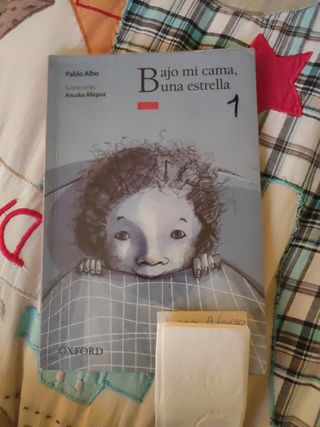 Pablo Albo
Ilustraciones
Anuska Allepuz
Bajo mi cama,
una estrella
1
OXFORD